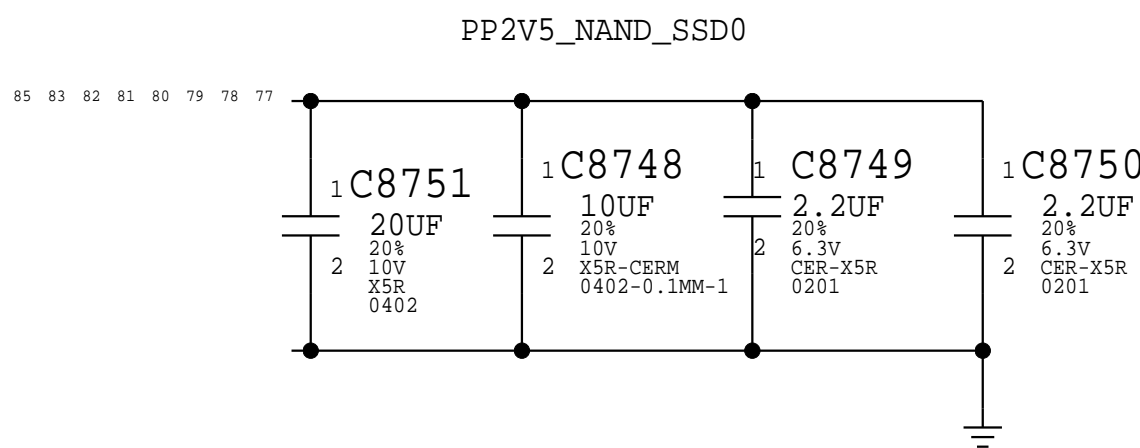 PP2V5_NAND_SSD0
85 83 82 81 80 79 78 77
1 C8751
20UF
20%
10V
2
X5R
0402
1 C8748
10UF
20%
10V
2 X5R-CERM
0402-0.1MM-1
1 C8749
2.2UF
20%
2 6.3V
CER-X5R
0201
1 C8750
2.2UF
20%
6.3V
2 CER-X5R
0201